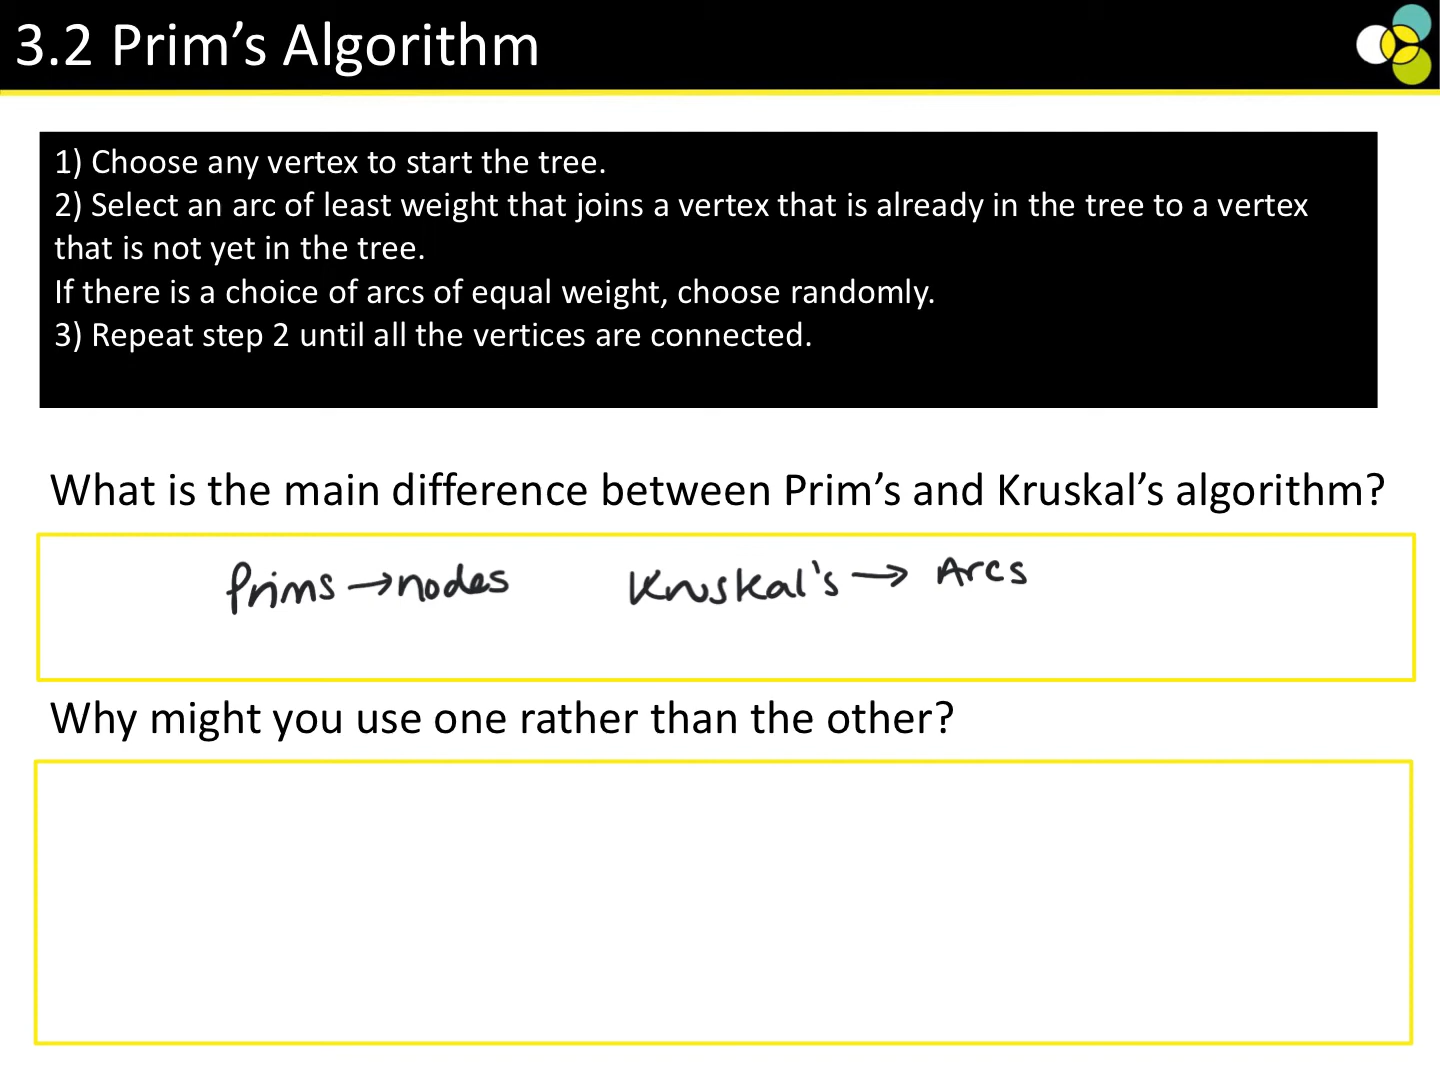 3.2 Prim’s Algorithm
1) Choose any vertex to start the tree.
2) Select an arc of least weight that joins a vertex that is already in the tree to a vertex
that is not yet in the tree.
If there is a choice of arcs of equal weight, choose randomly.
3) Repeat step 2 until all the vertices are connected.
What is the main difference between Prim’s and Kruskal’s algorithm?
Prims → nodes Kruskal's → Arcs
Why might you use one rather than the other?